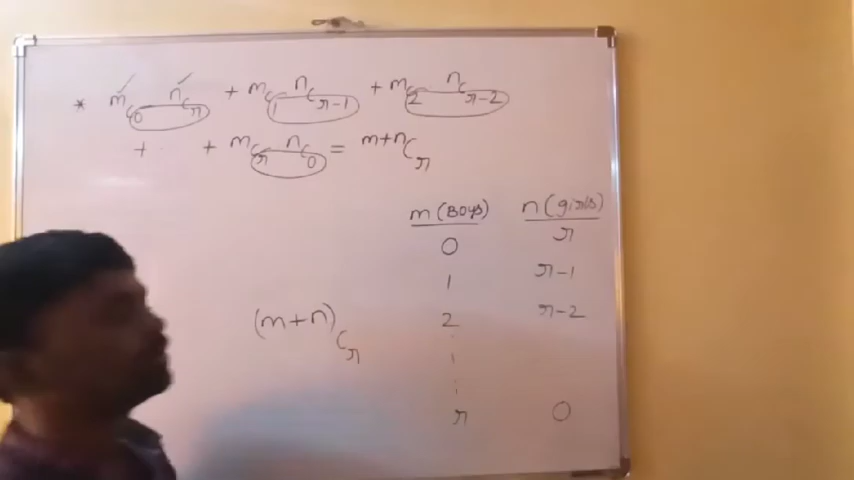 * mC0 nCr + mC1 nCr-1 + mC2 nCr-2
+ + mCr nC0 = m+nCr
m(Boys) n(girls)
0 r
1 r-1
(m+n)Cr
2 r-2
r 0